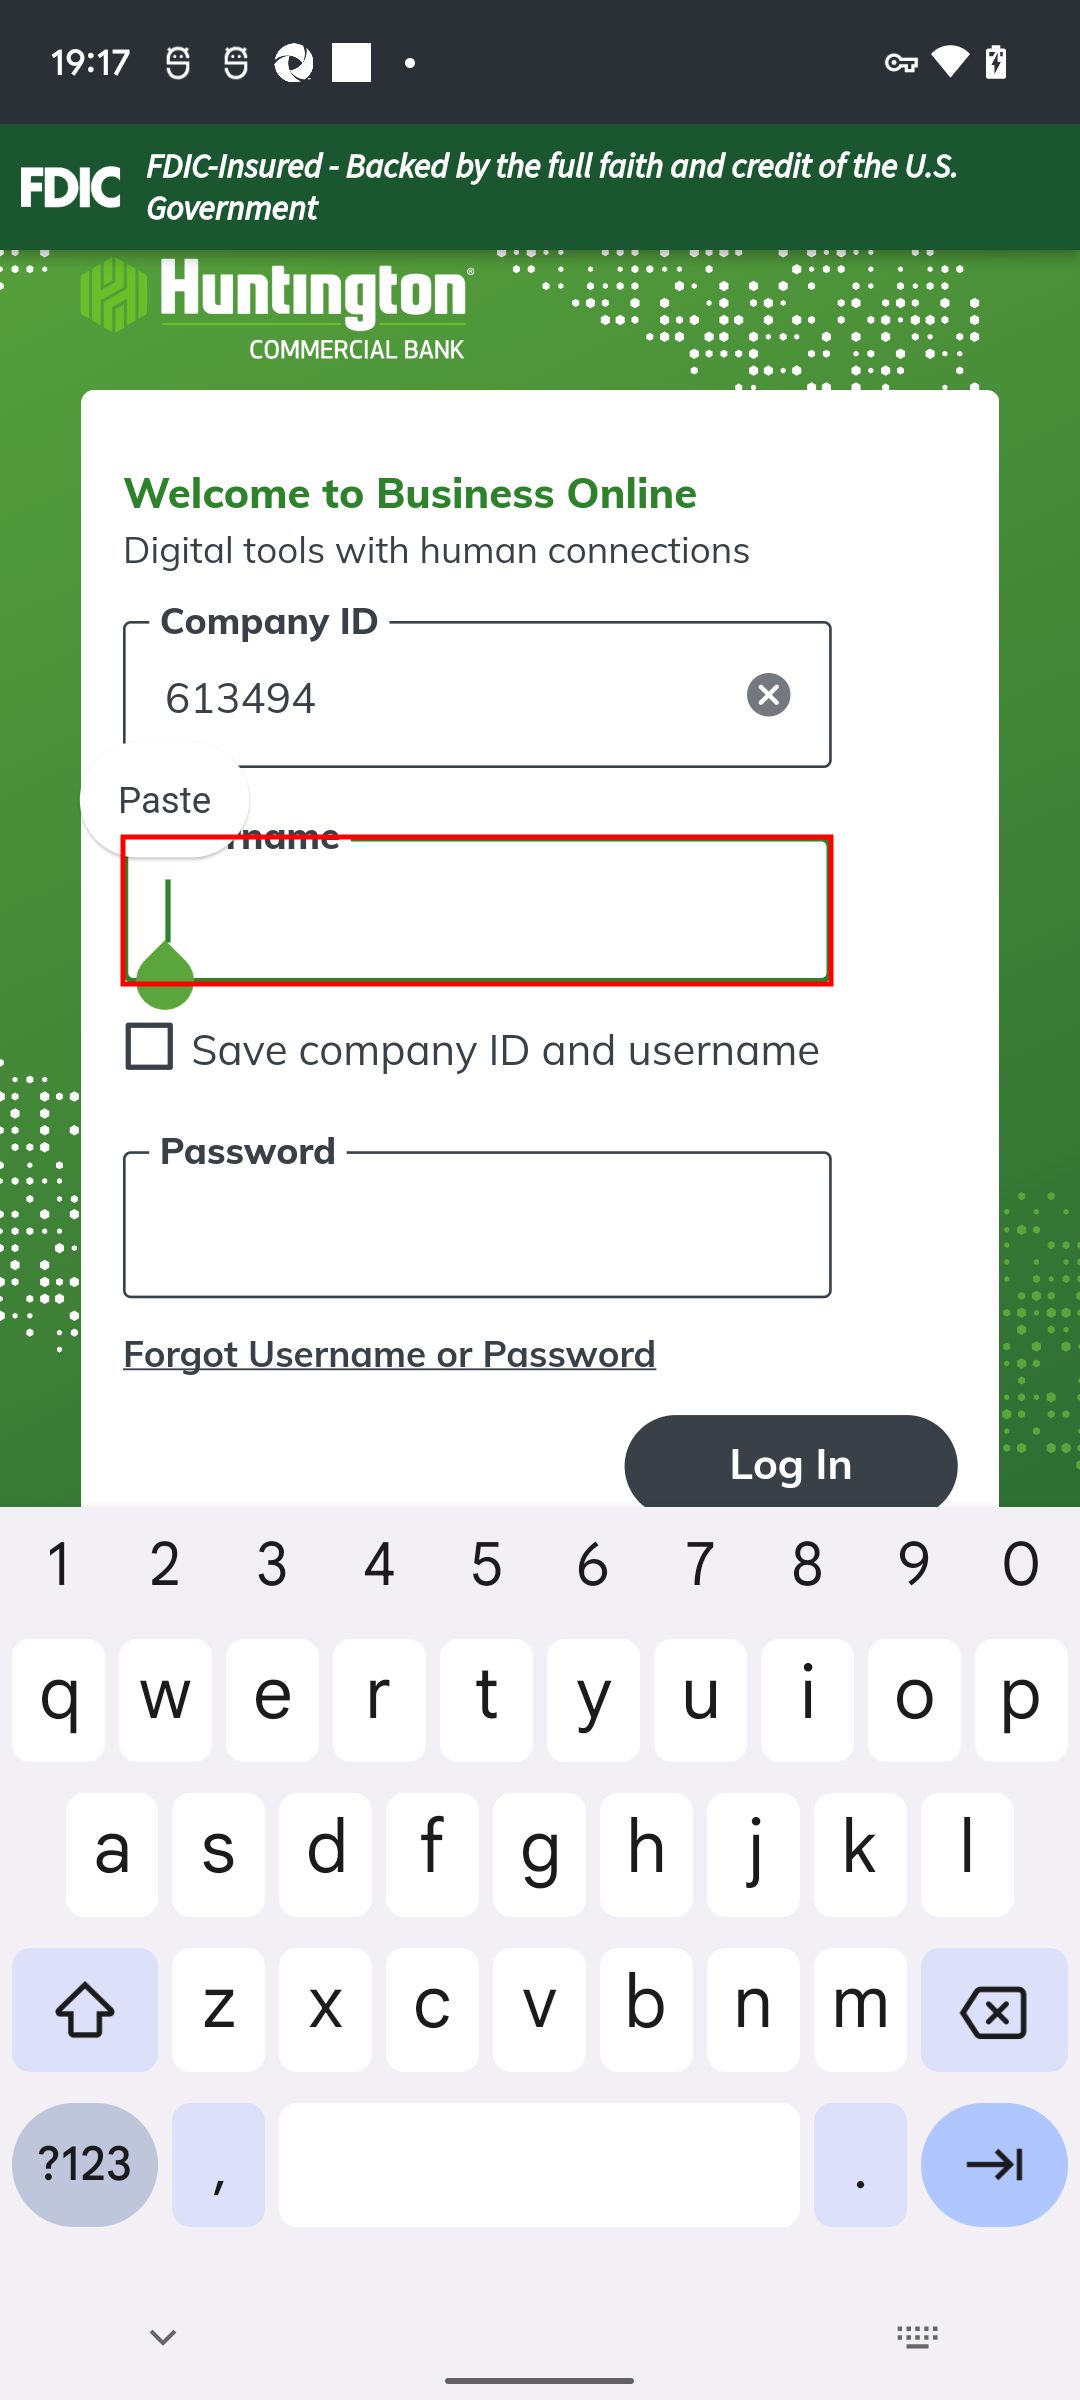 19:17
FDIC
FDIC-Insured - Backed by the full faith and credit of the U.S.
Government
Huntington®
COMMERCIAL BANK
Welcome to Business Online
Digital tools with human connections
Company ID
613494
Paste
Save company ID and username
Password
Forgot Username or Password
Log In
1 2 3 4 5 6 7 8 9 0
q w e r t y u i o p
a s d f g h j k l
z x c v b n m
?123 , .